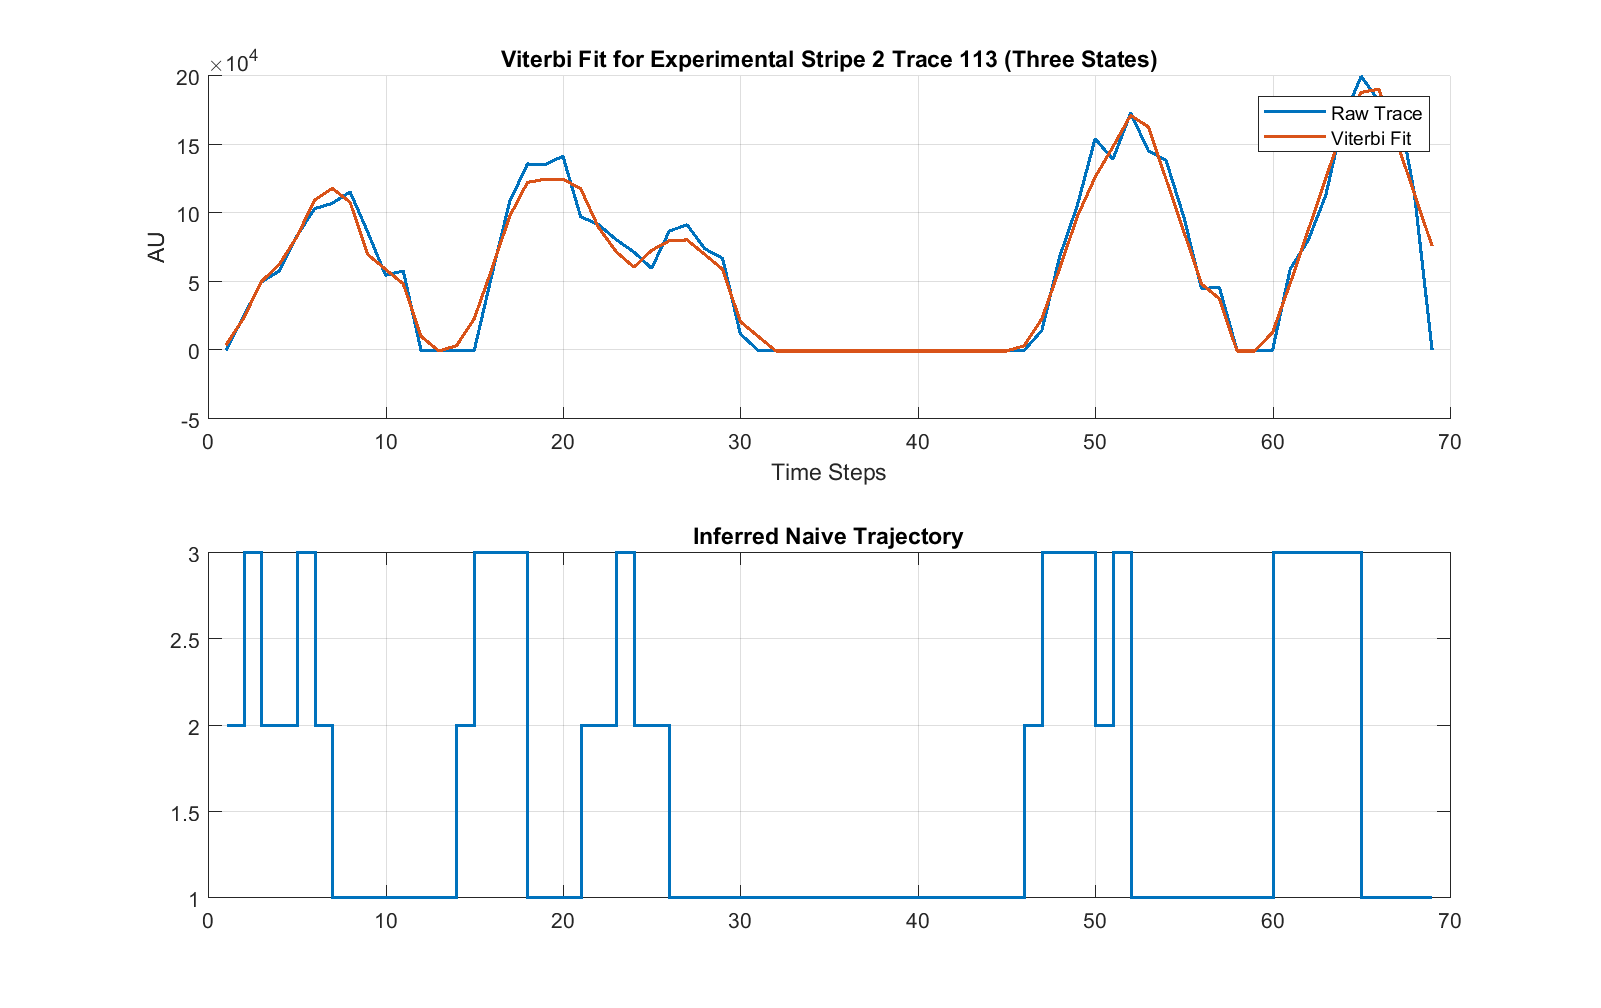 Viterbi Fit for Experimental Stripe 2 Trace 113 (Three States)
×10⁴
20
15
10
5
0
-5
AU
Raw Trace
Viterbi Fit
0 10 20 30 40 50 60 70
Time Steps
Inferred Naive Trajectory
3
2.5
2
1.5
1
0 10 20 30 40 50 60 70